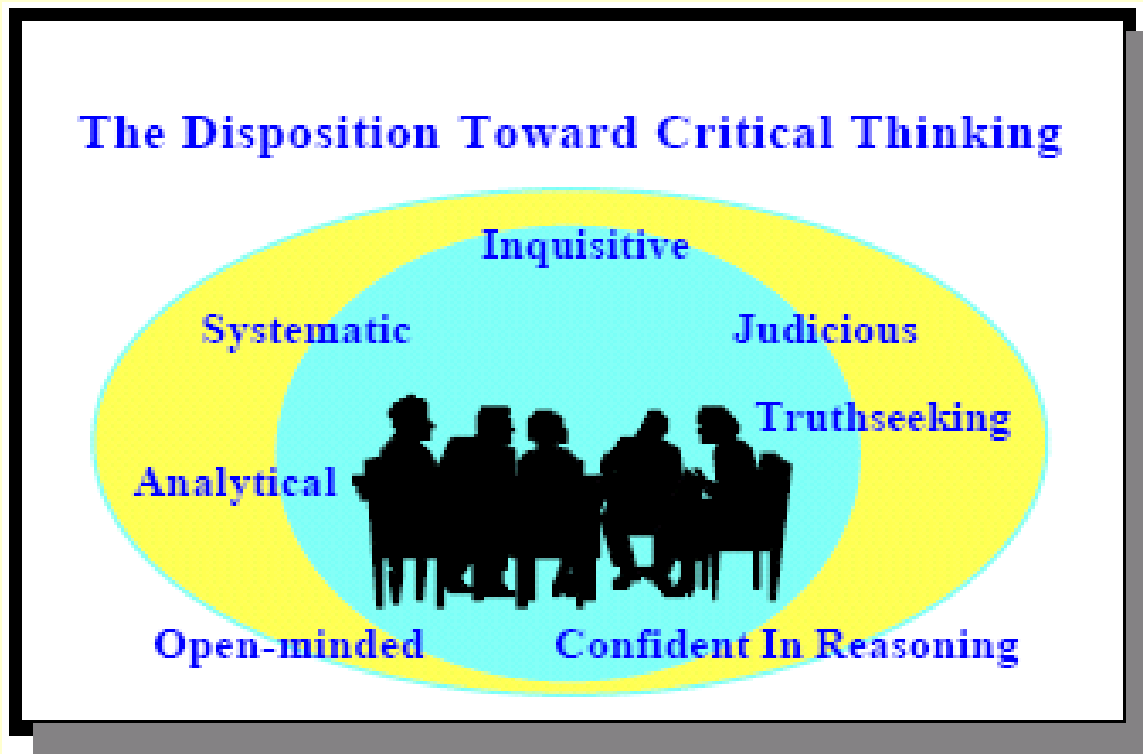 The Disposition Toward Critical Thinking
Inquisitive
Systematic
Judicious
Truthseeking
Analytical
Open-minded
Confident In Reasoning